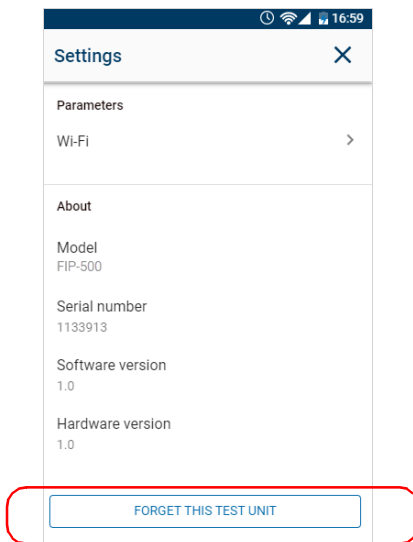 16:59
Settings
Parameters
Wi-Fi
About
Model
FIP-500
Serial number
1133913
Software version
1.0
Hardware version
1.0
FORGET THIS TEST UNIT